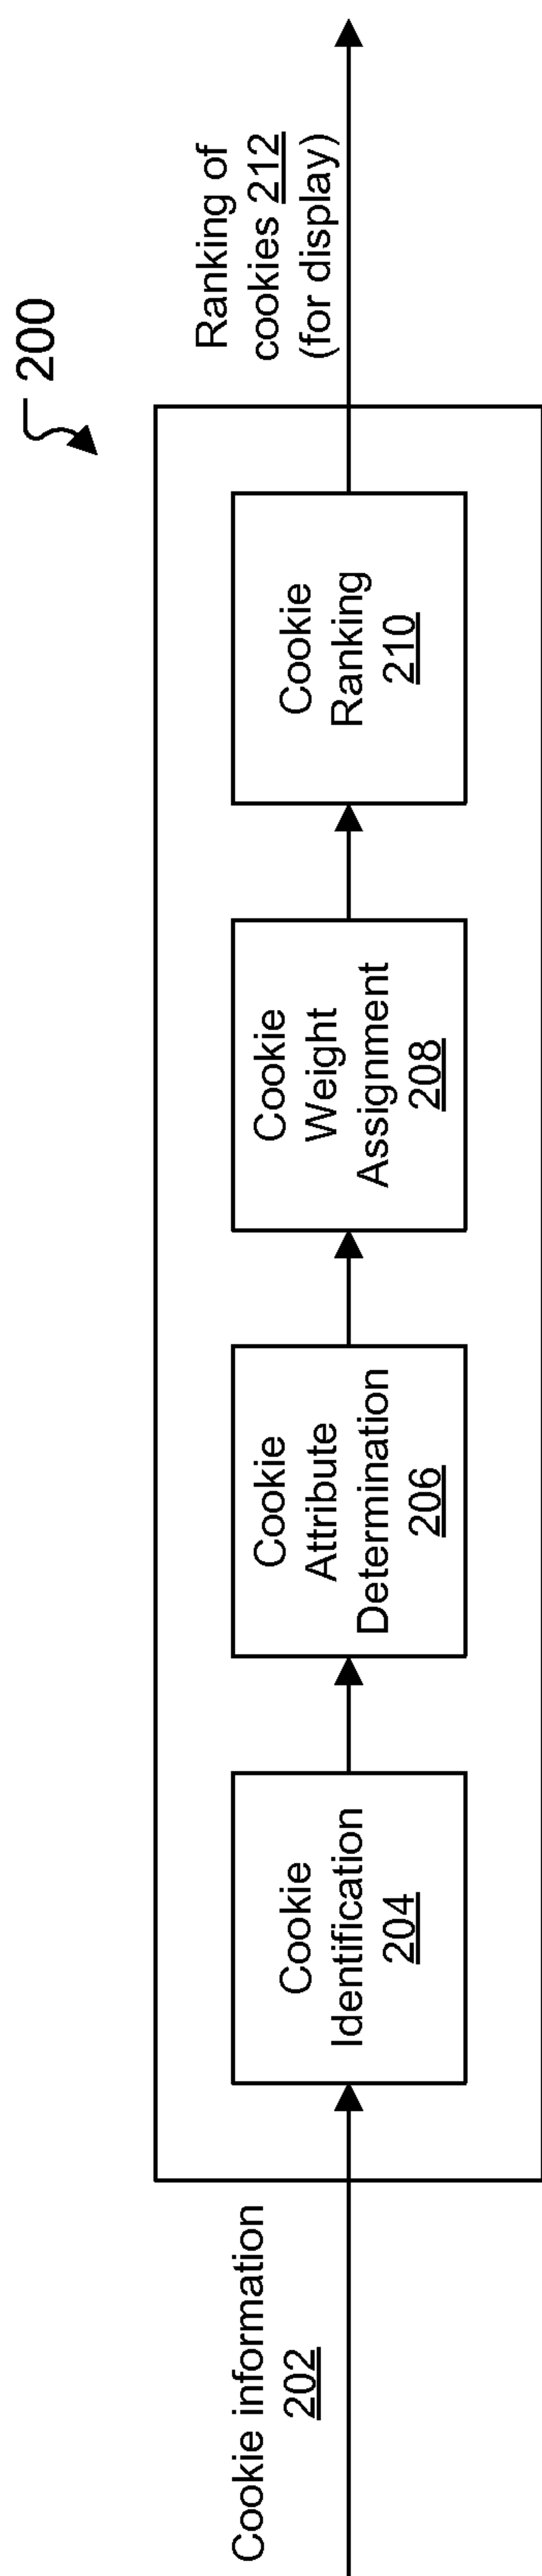 200
Cookie information
202
Cookie
Identification
204
Cookie
Attribute
Determination
206
Cookie
Weight
Assignment
208
Cookie
Ranking
210
Ranking of
cookies 212
(for display)